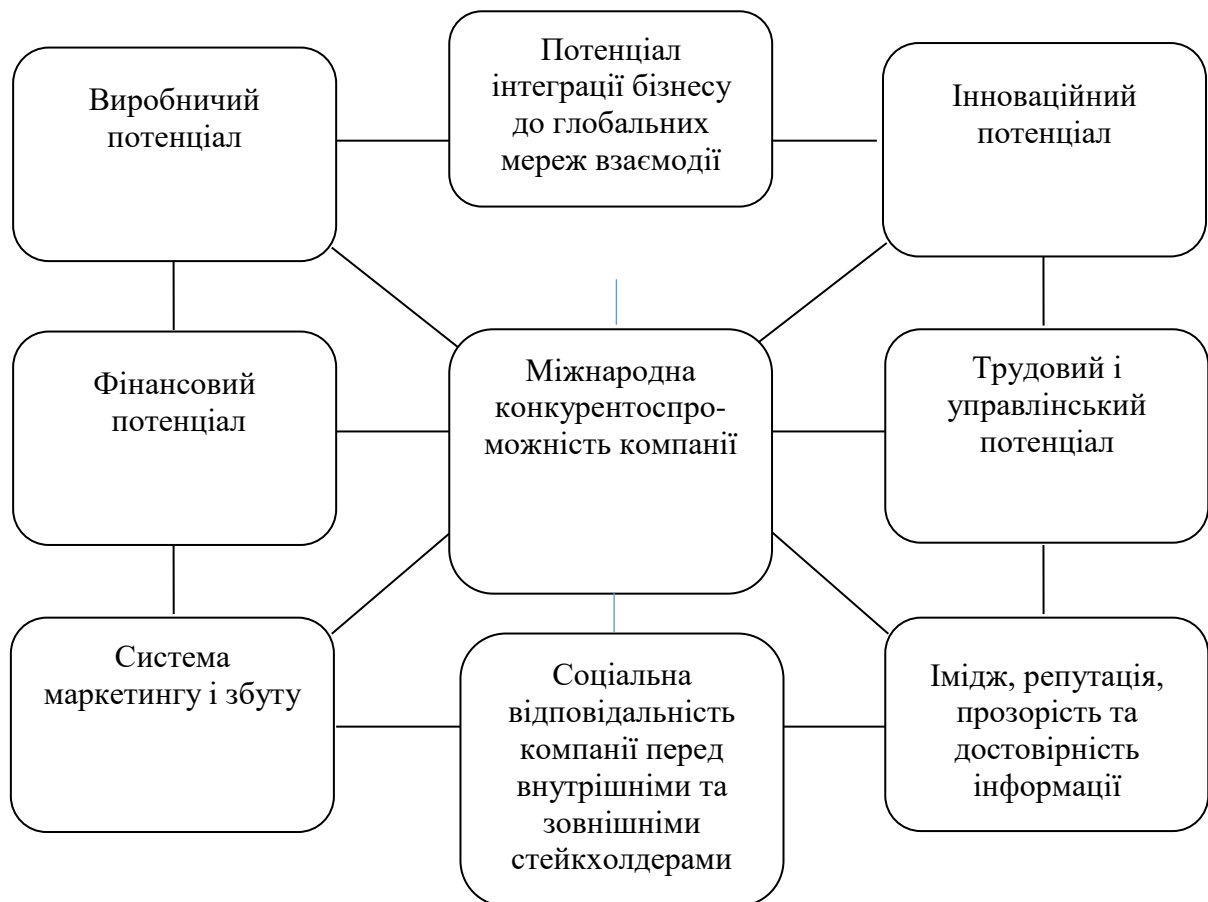 Виробничий
потенціал
Потенціал
інтеграції бізнесу
до глобальних
мереж взаємодії
Інноваційний
потенціал
Фінансовий
потенціал
Міжнародна
конкурентоспро-
можність компанії
Трудовий і
управлінський
потенціал
Система
маркетингу і збуту
Соціальна
відповідальність
компанії перед
внутрішніми та
зовнішніми
стейкхолдерами
Імідж, репутація,
прозорість та
достовірність
інформації